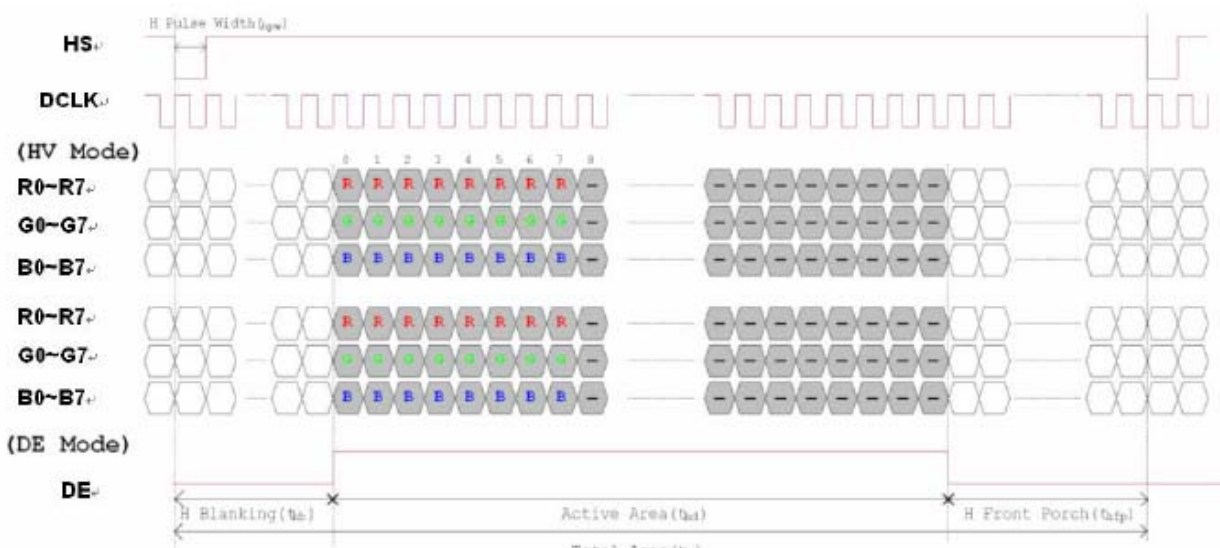 H Pulse Width(thpw)
HS
DCLK
(HV Mode)
0 1 2 3 4 5 6 7 8
R0~R7 R R R R R R R R - - - - - - - - -
G0~G7 G G G G G G G G - - - - - - - - -
B0~B7 B B B B B B B B - - - - - - - - -
R0~R7 R R R R R R R R - - - - - - - - -
G0~G7 G G G G G G G G - - - - - - - - -
B0~B7 B B B B B B B B - - - - - - - - -
(DE Mode)
DE
H Blanking(thb) Active Area(thd) H Front Porch(thfp)